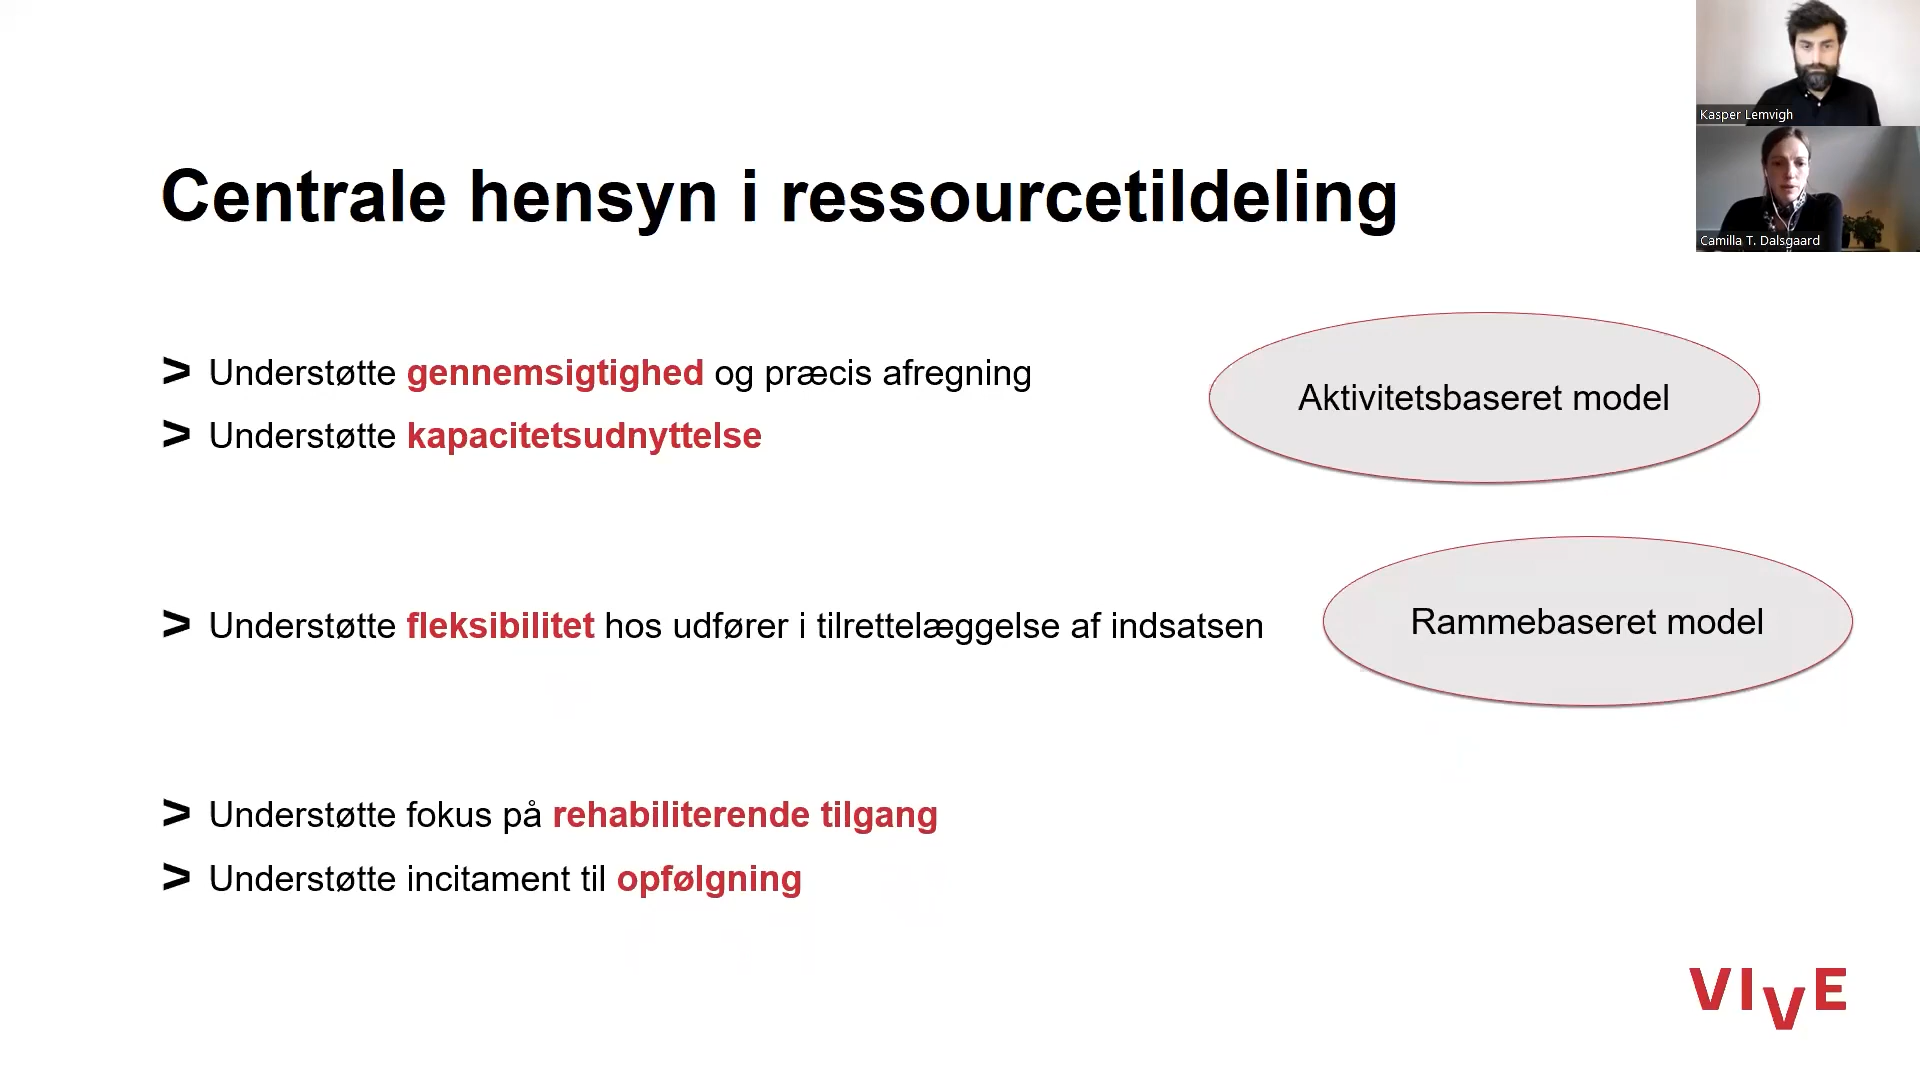 Kasper Lemvigh
Camilla T. Dalsgaard
Centrale hensyn i ressourcetildeling
> Understøtte gennemsigtighed og præcis afregning
> Understøtte kapacitetsudnyttelse
Aktivitetsbaseret model
> Understøtte fleksibilitet hos udfører i tilrettelæggelse af indsatsen
Rammebaseret model
> Understøtte fokus på rehabiliterende tilgang
> Understøtte incitament til opfølgning
VIVE